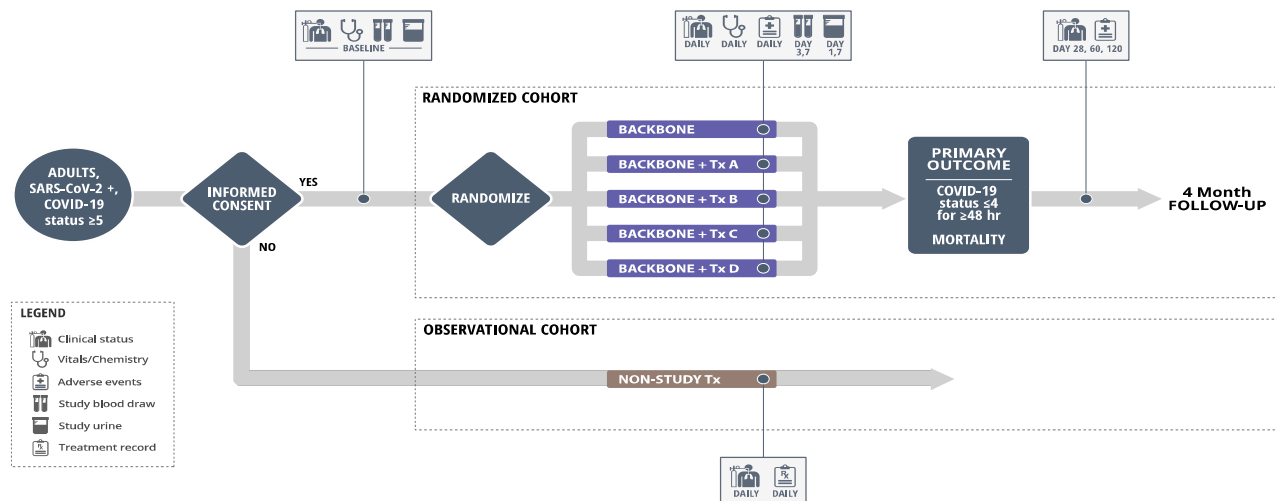 BASELINE
DAILY DAILY DAILY DAY 3,7 DAY 1,7
DAY 28, 60, 120
RANDOMIZED COHORT
ADULTS,
SARS-CoV-2 +,
COVID-19
status ≥5
INFORMED
CONSENT
YES
NO
RANDOMIZE
BACKBONE
BACKBONE + Tx A
BACKBONE + Tx B
BACKBONE + Tx C
BACKBONE + Tx D
PRIMARY
OUTCOME
COVID-19
status ≤4
for ≥48 hr
MORTALITY
4 Month
FOLLOW-UP
LEGEND
Clinical status
Vitals/Chemistry
Adverse events
Study blood draw
Study urine
Treatment record
OBSERVATIONAL COHORT
NON-STUDY Tx
DAILY DAILY